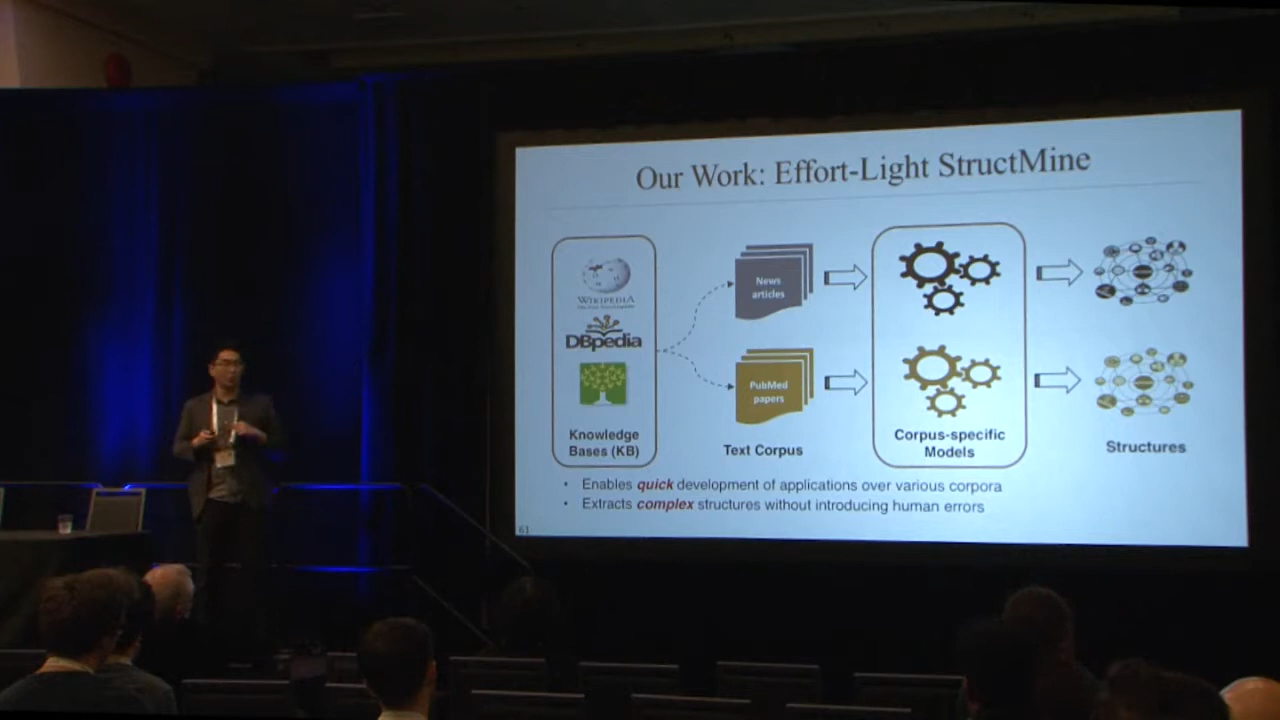 Our Work: Effort-Light StructMine
WIKIPEDIA
DBpedia
Knowledge
Bases (KB)
News
articles
PubMed
papers
Text Corpus
Corpus-specific
Models
Structures
• Enables quick development of applications over various corpora
• Extracts complex structures without introducing human errors
61